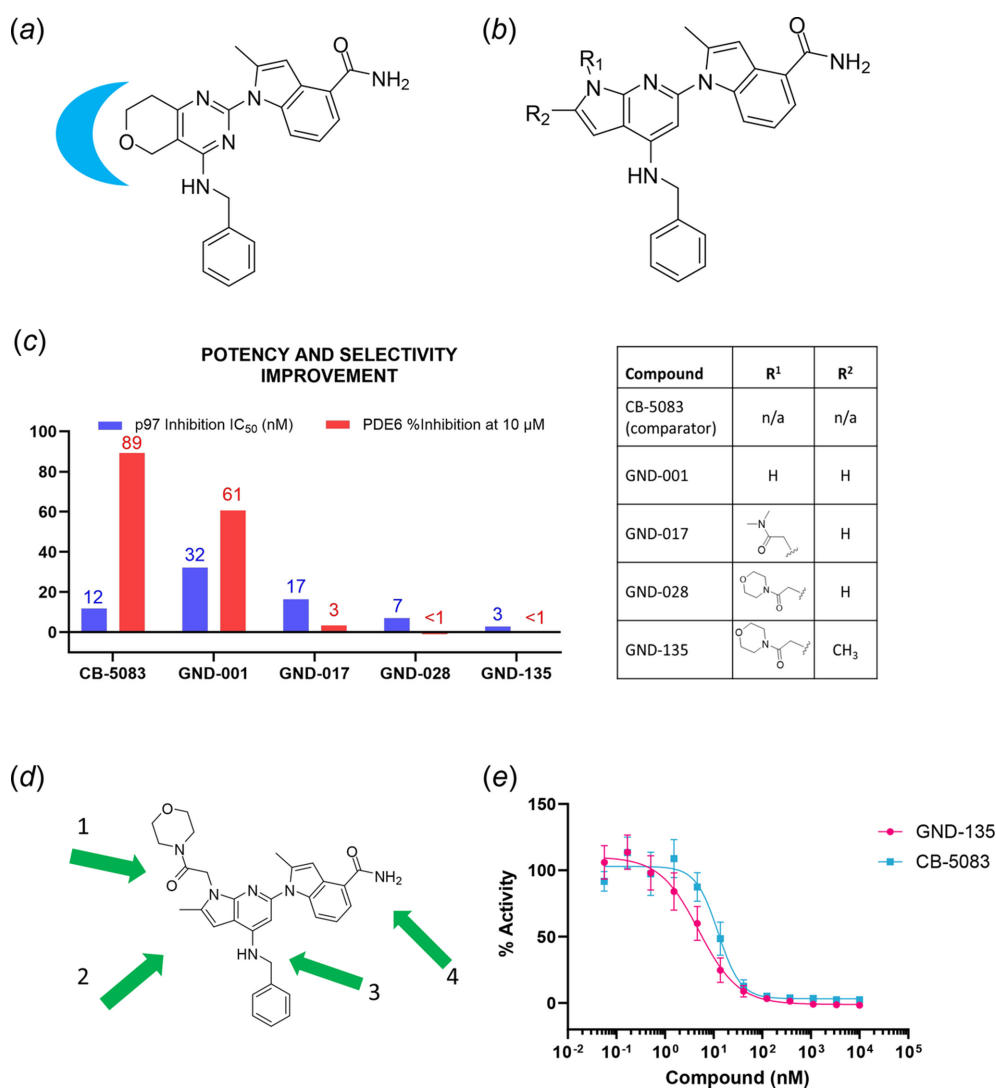 (a)
O
NH2
N
N
N
O
HN
(b)
R1
N
N
N
R2
O
NH2
HN
(c)
POTENCY AND SELECTIVITY
IMPROVEMENT
p97 Inhibition IC50 (nM)
PDE6 %Inhibition at 10 µM
100
80
60
40
20
0
12
89
32
61
17
3
7
<1
3
<1
CB-5083
GND-001
GND-017
GND-028
GND-135
Compound R1 R2
CB-5083
(comparator) n/a n/a
GND-001 H H
GND-017 N O H
GND-028 O N O H
GND-135 O N O CH3
(d)
1
2
3
4
O
N
O
N
N
N
O
NH2
HN
(e)
150
100
50
0
% Activity
10-2
10-1
100
101
102
103
104
105
Compound (nM)
GND-135
CB-5083